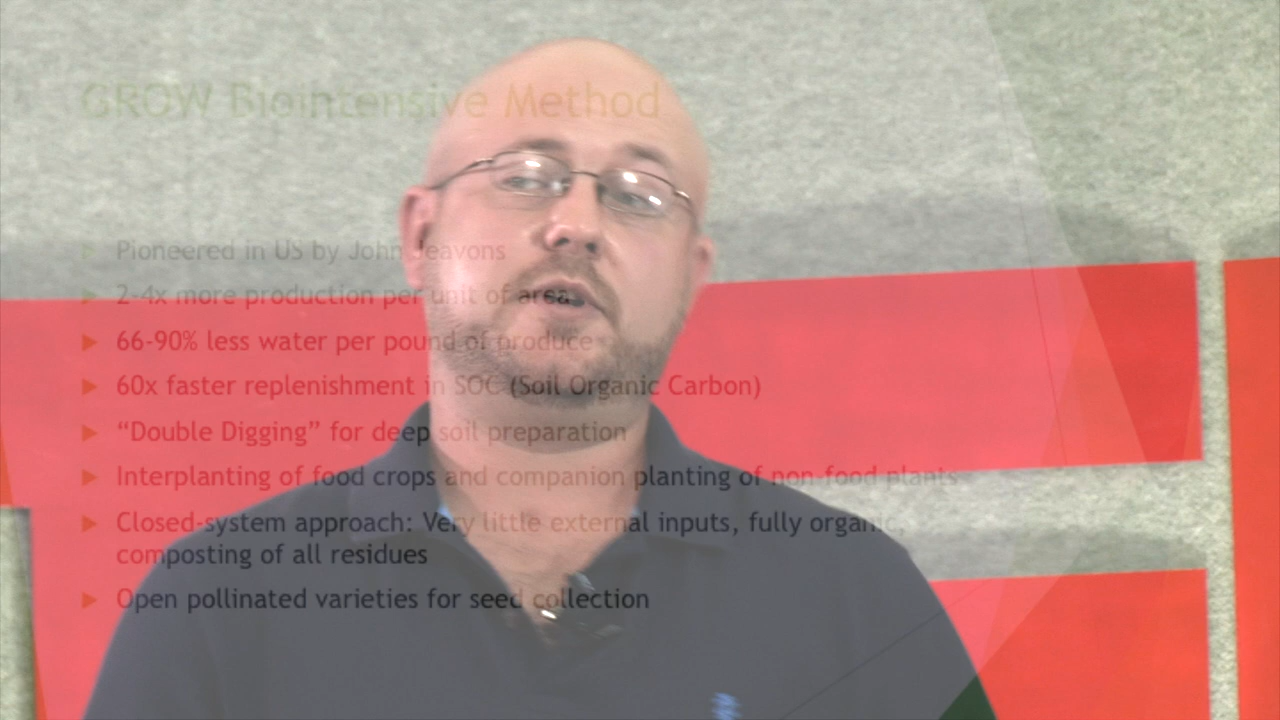 GROW Biointensive Method
Pioneered in US by John Jeavons
2-4x more production per unit of area
66-90% less water per pound of produce
60x faster replenishment in SOC (Soil Organic Carbon)
“Double Digging” for deep soil preparation
Interplanting of food crops and companion planting of non-food plants
Closed-system approach: Very little external inputs, fully organic,
composting of all residues
Open pollinated varieties for seed collection